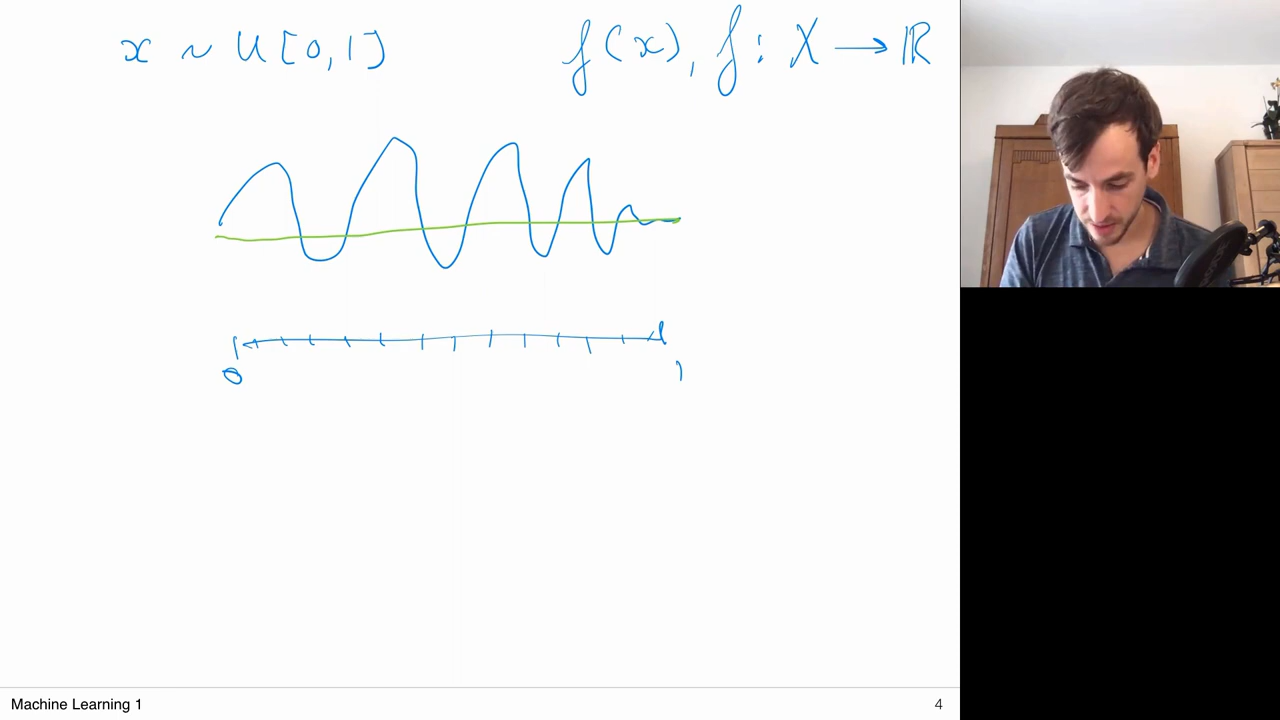 x ~ U[0,1] f(x), f: X → ℝ
0 1
Machine Learning 1 4